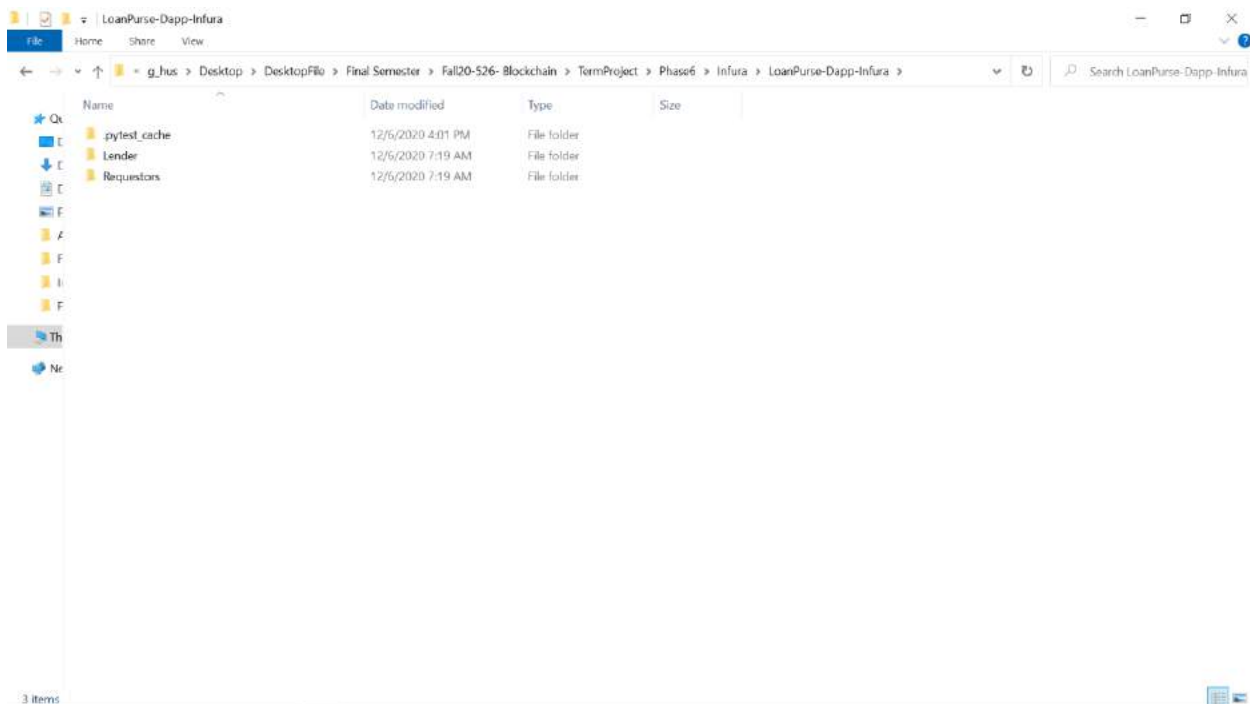 LoanPurse-Dapp-Infura
File Home Share View
g_hus > Desktop > DesktopFile > Final Semester > Fall20-526- Blockchain > TermProject > Phase6 > Infura > LoanPurse-Dapp-Infura >
Search LoanPurse-Dapp-Infura
Name Date modified Type Size
.pytest_cache 12/6/2020 4:01 PM File folder
Lender 12/6/2020 7:19 AM File folder
Requestors 12/6/2020 7:19 AM File folder
Qu
Th
Ne
3 items